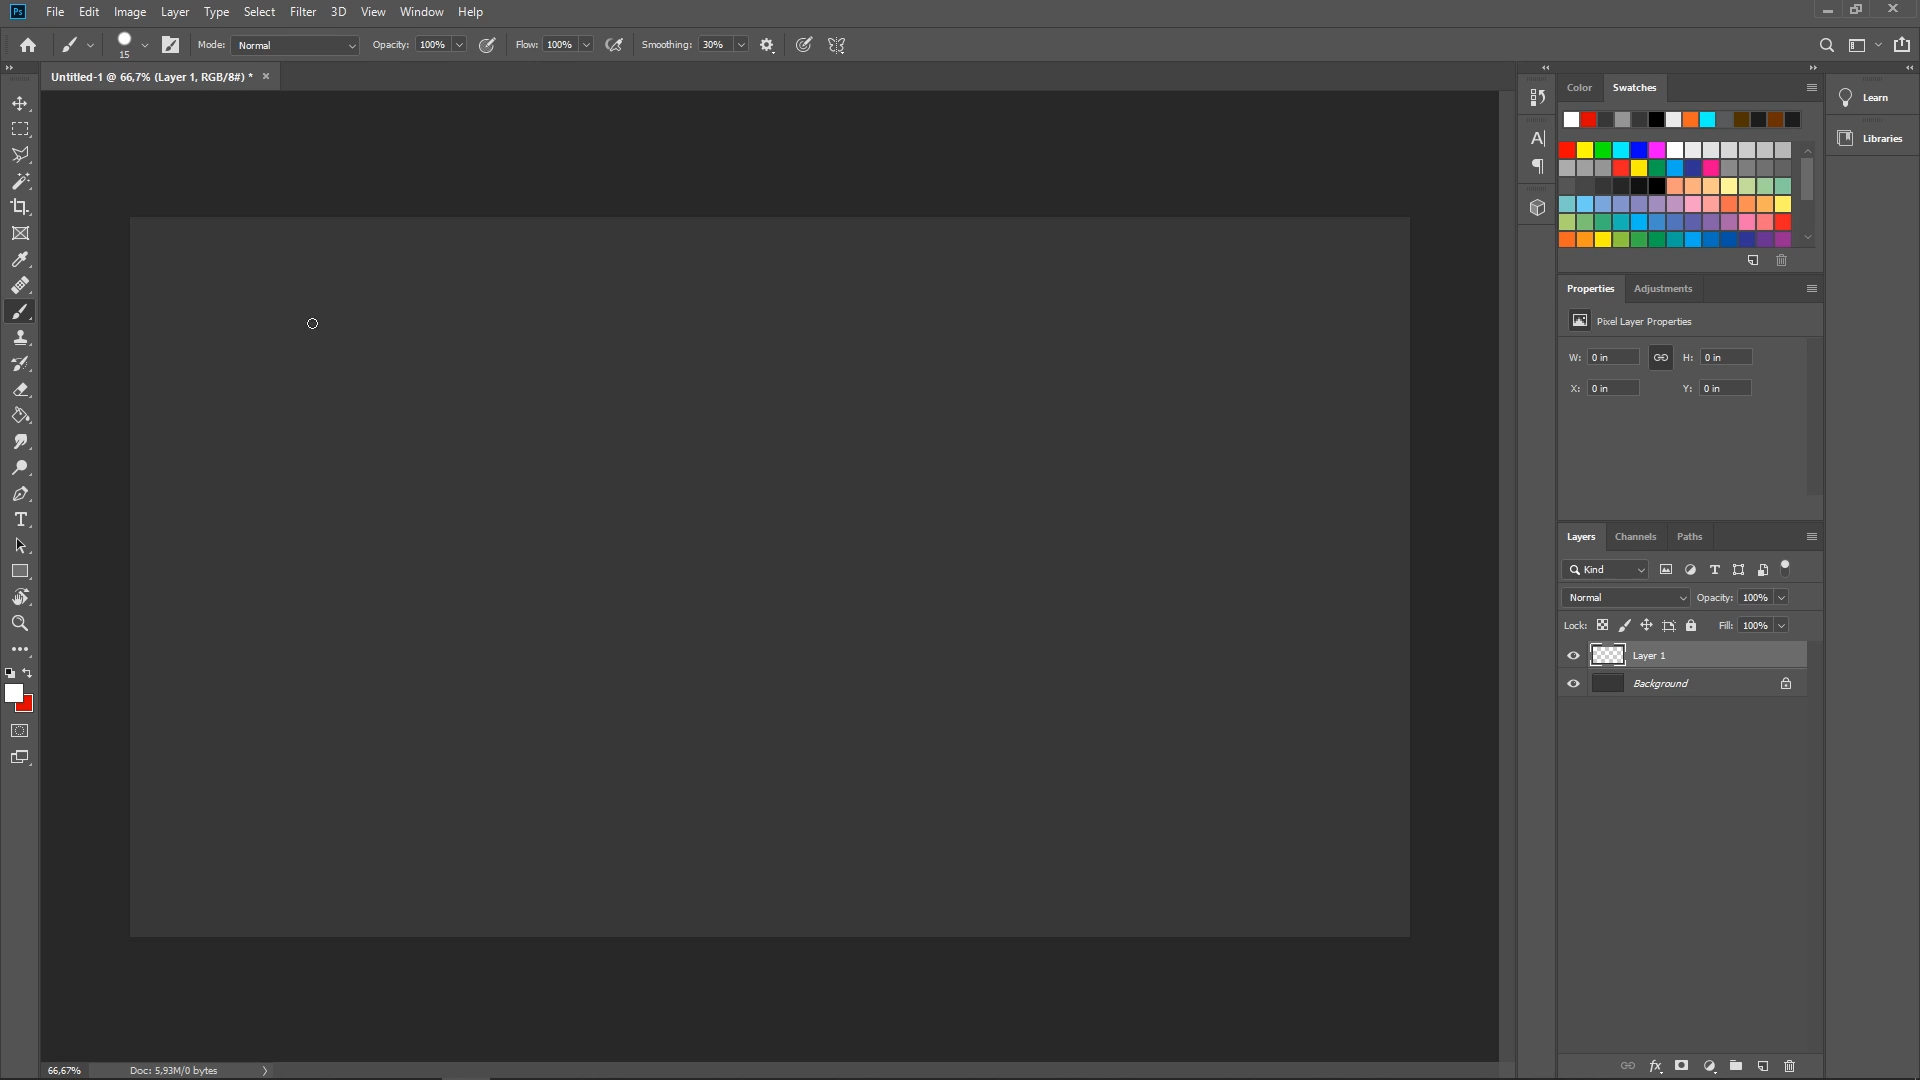 Ps File Edit Image Layer Type Select Filter 3D View Window Help
15 Mode: Normal Opacity: 100% Flow: 100% Smoothing: 30%
Untitled-1 @ 66,7% (Layer 1, RGB/8#) * ×
Color Swatches
Learn
Libraries
Properties Adjustments
Pixel Layer Properties
W: 0 in H: 0 in
X: 0 in Y: 0 in
Layers Channels Paths
Kind
Normal Opacity: 100%
Lock: Fill: 100%
Layer 1
Background
66,67% Doc: 5,93M/0 bytes
fx